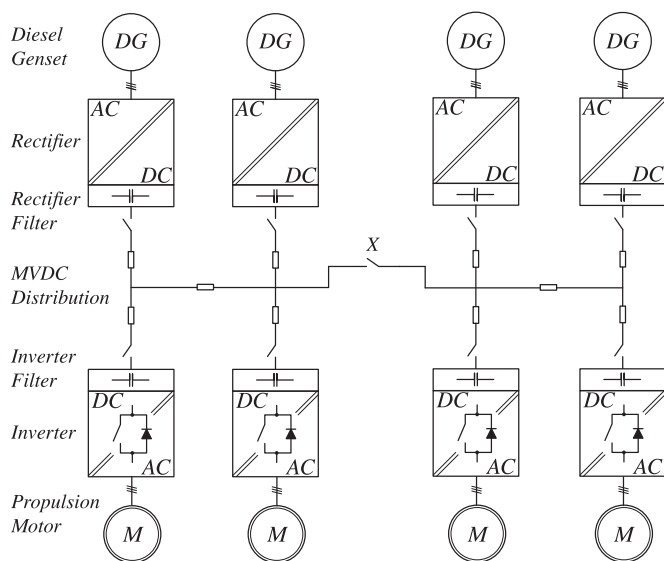 Diesel
Genset
DG DG DG DG
AC AC AC AC
Rectifier
DC DC DC DC
Rectifier
Filter
X
MVDC
Distribution
Inverter
Filter
DC DC DC DC
Inverter
AC AC AC AC
Propulsion
Motor
M M M M